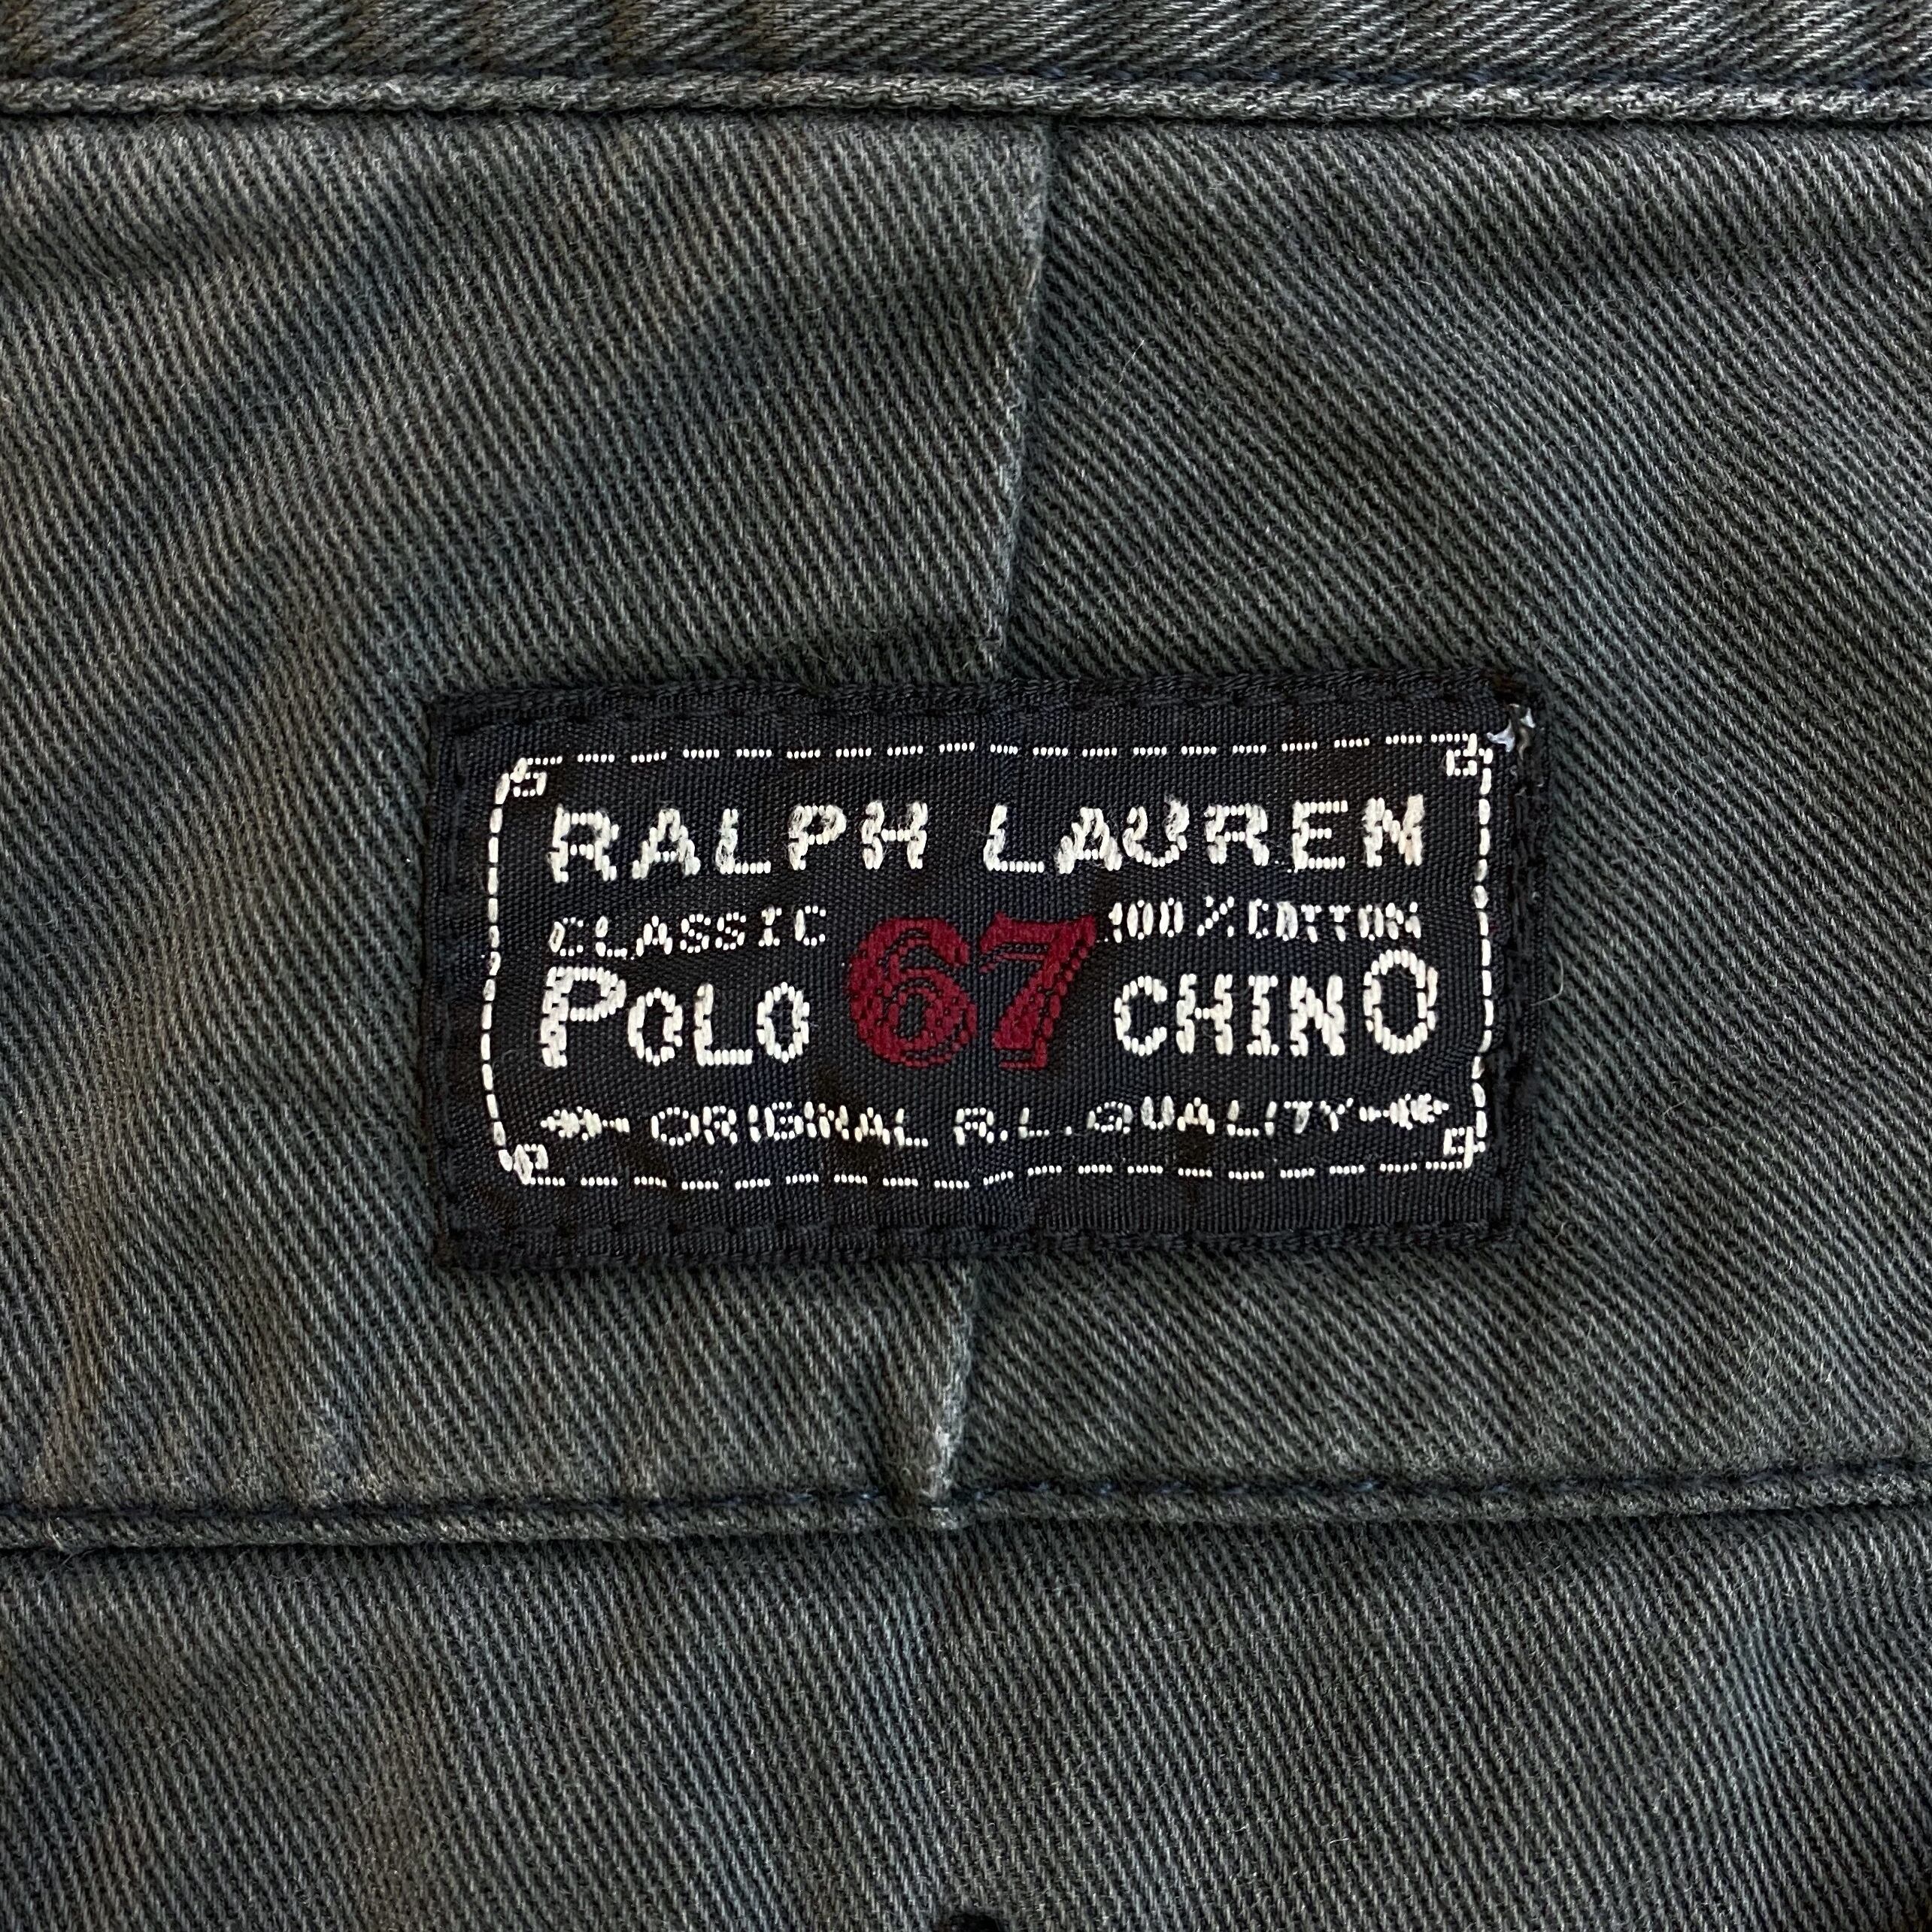 RALPH LAUREN
CLASSIC 67 100% COTTON
POLO CHINO
ORIGINAL R.L. QUALITY